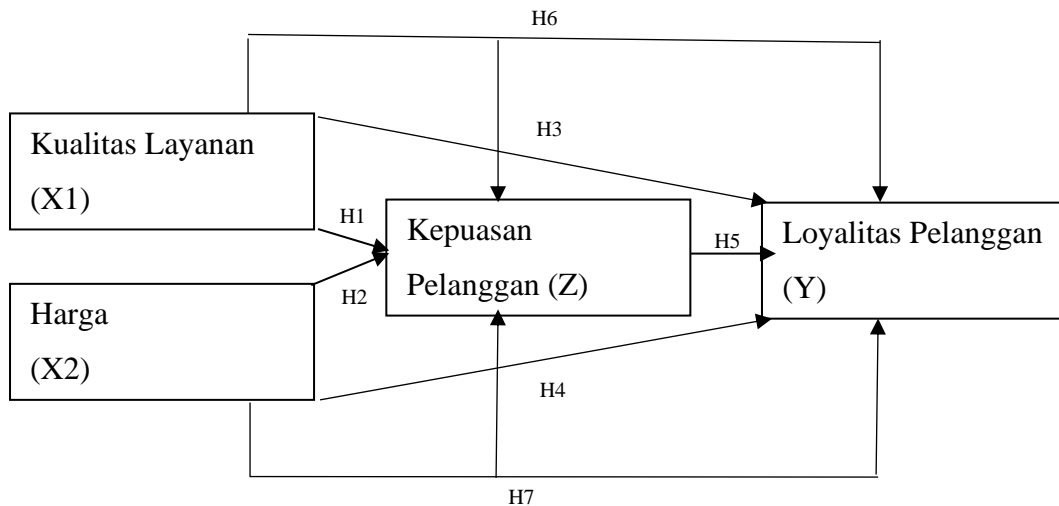 H6
H3
Kualitas Layanan
(X1)
H1
Kepuasan
Pelanggan (Z)
H5
Loyalitas Pelanggan
(Y)
H2
Harga
(X2)
H4
H7